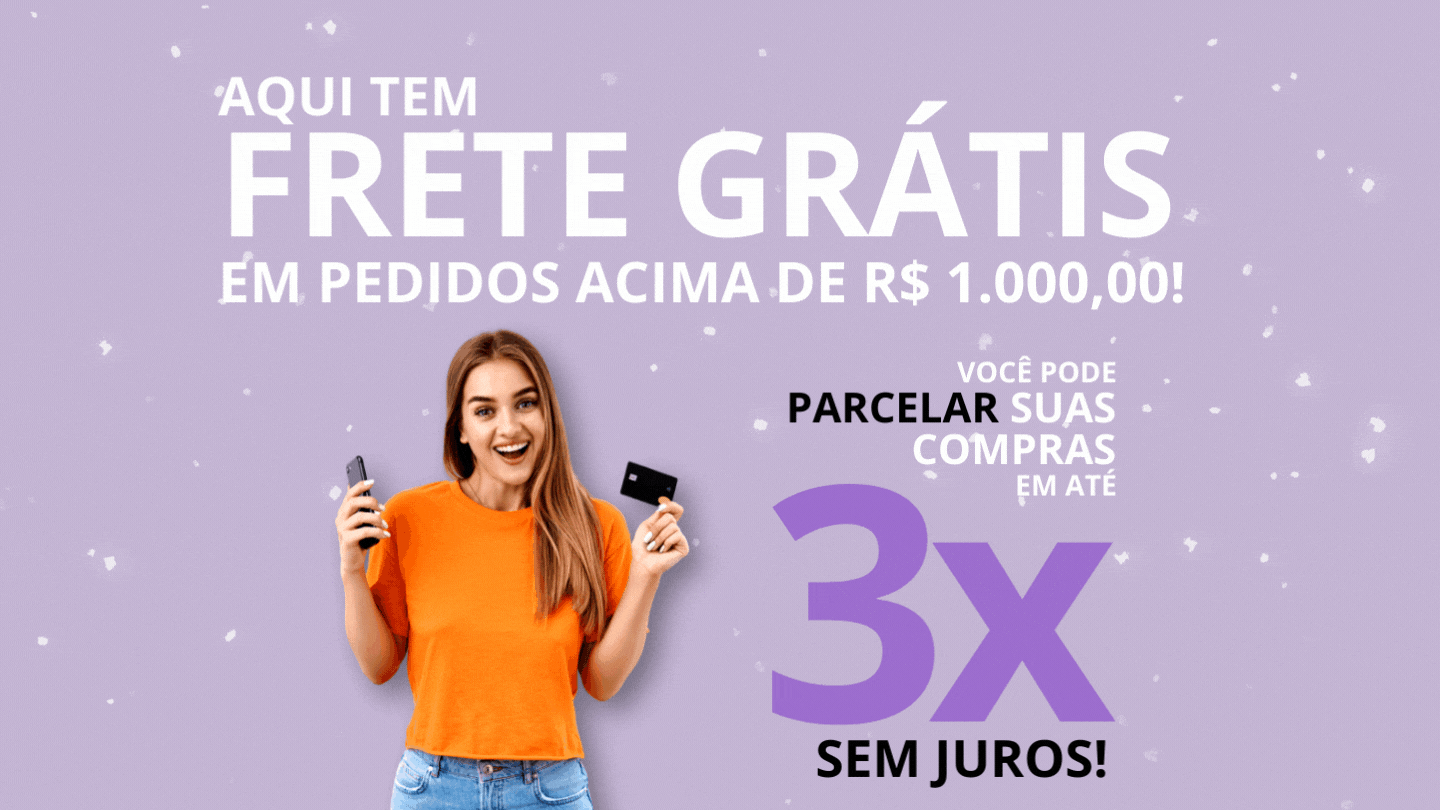 AQUI TEM
FRETE GRÁTIS
EM PEDIDOS ACIMA DE R$ 1.000,00!
VOCÊ PODE
PARCELAR SUAS
COMPRAS
EM ATÉ
3x
SEM JUROS!